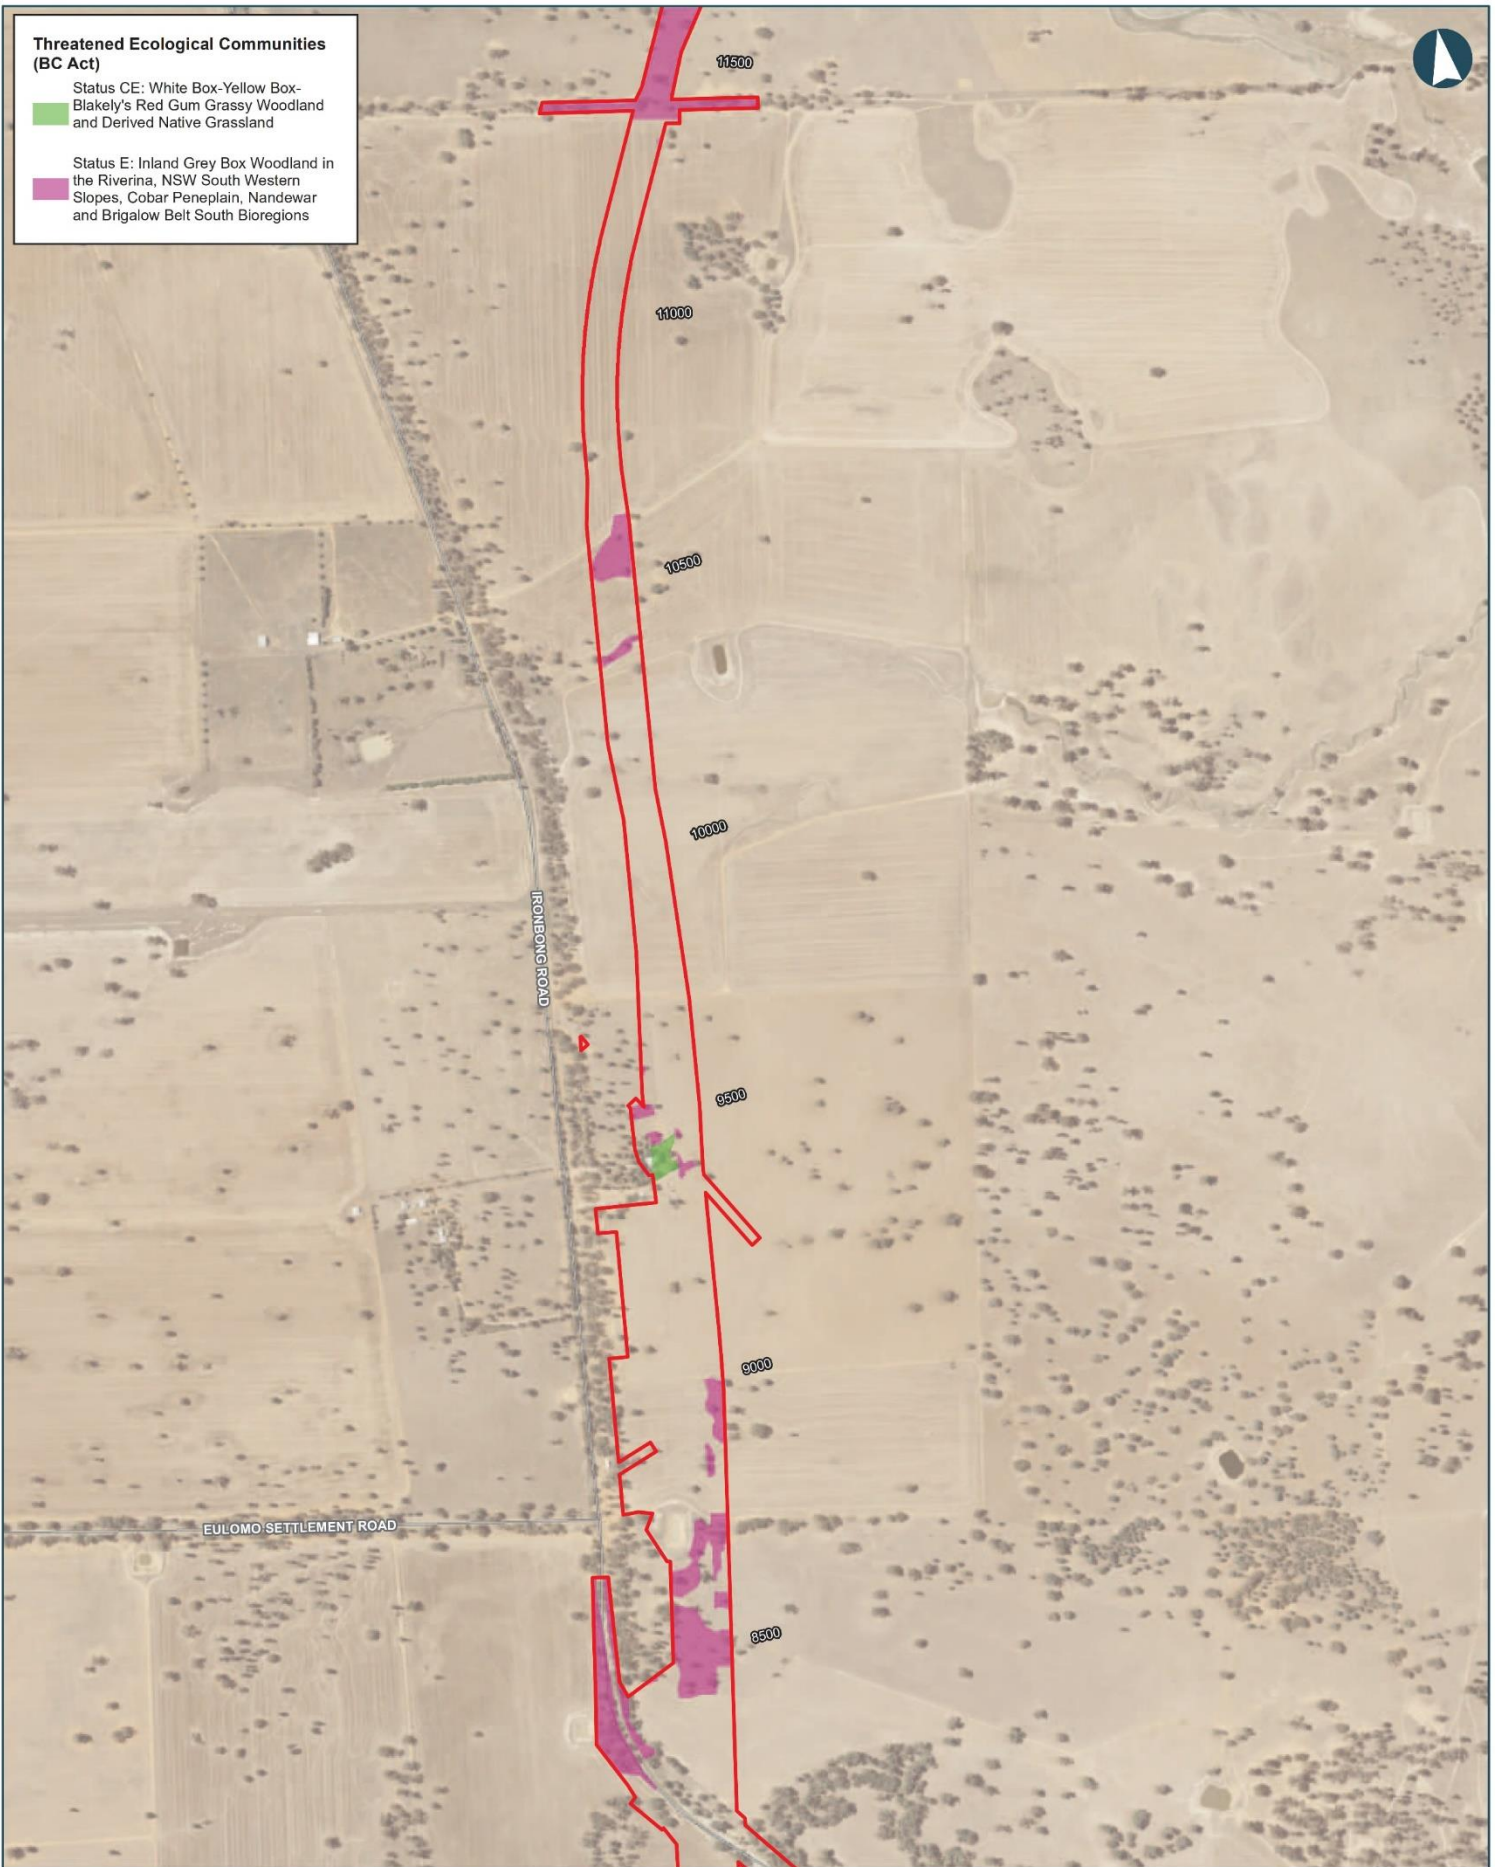 Threatened Ecological Communities
(BC Act)
Status CE: White Box-Yellow Box-
Blakely's Red Gum Grassy Woodland
and Derived Native Grassland
Status E: Inland Grey Box Woodland in
the Riverina, NSW South Western
Slopes, Cobar Peneplain, Nandewar
and Brigalow Belt South Bioregions
11500
11000
10500
10000
IRONBONG ROAD
9500
9000
EULOMO SETTLEMENT ROAD
8500